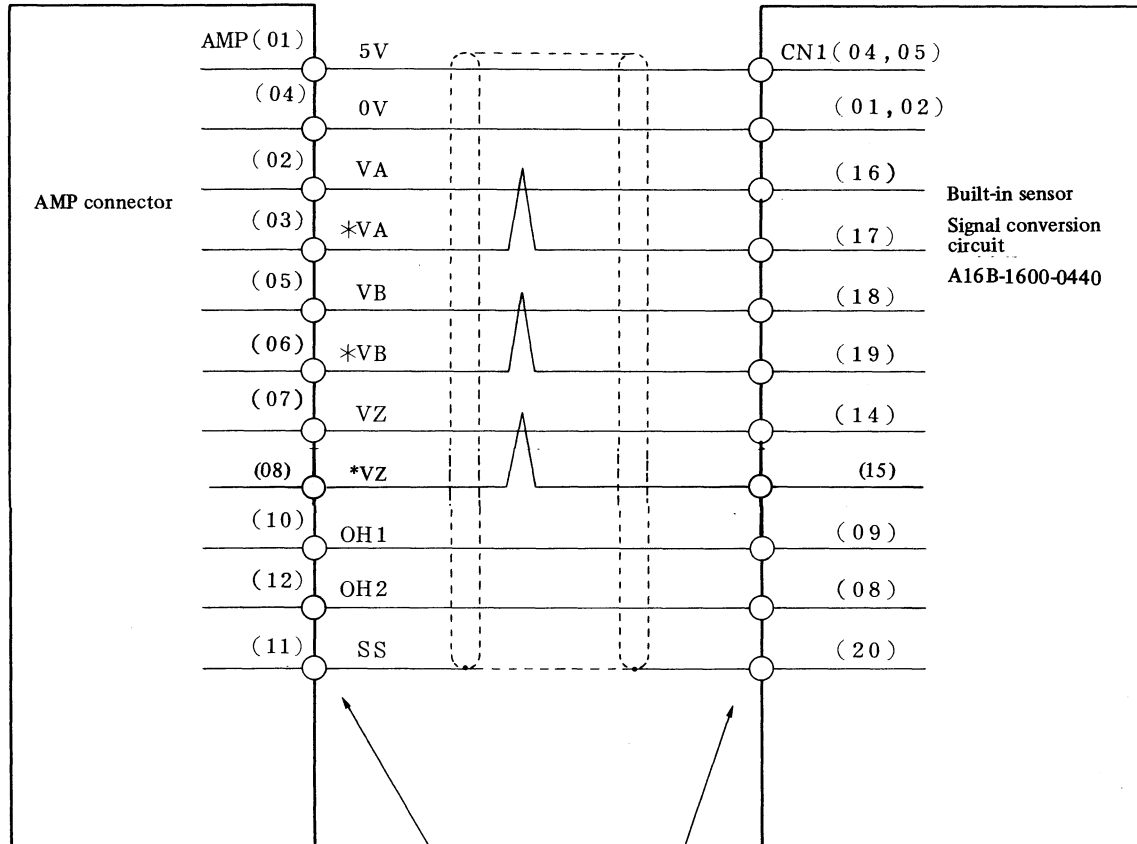 AMP(01) 5V CN1(04,05)
(04) 0V (01,02)
(02) VA (16)
AMP connector
Built-in sensor
Signal conversion
circuit
A16B-1600-0440
(03) *VA (17)
(05) VB (18)
(06) *VB (19)
(07) VZ (14)
(08) *VZ (15)
(10) OH1 (09)
(12) OH2 (08)
(11) SS (20)